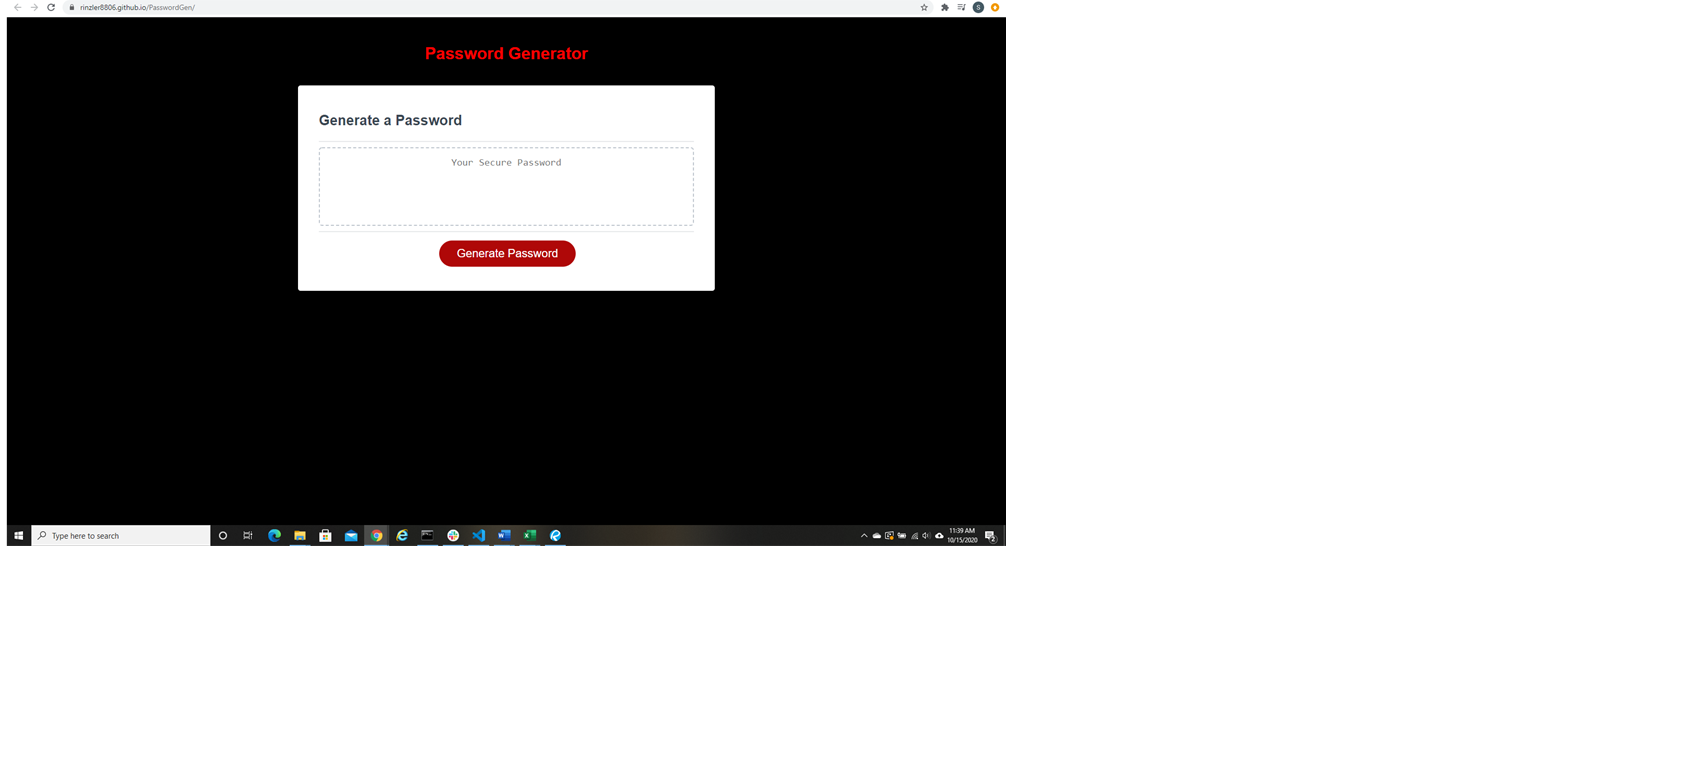 rinzler8806.github.io/PasswordGen/
S
Password Generator
Generate a Password
Your Secure Password
Generate Password
Type here to search
11:39 AM
10/15/2020
2